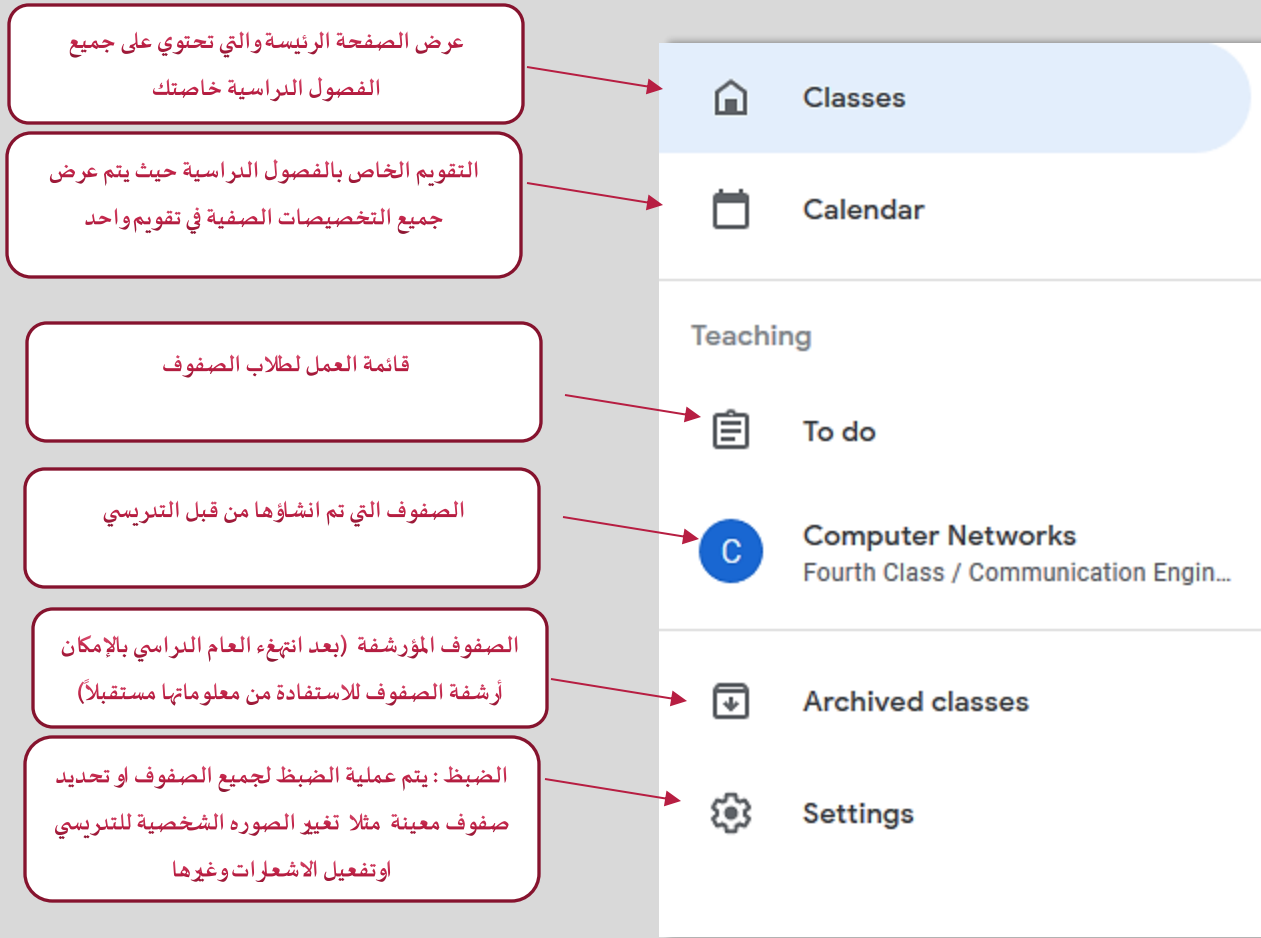 عرض الصفحة الرئيسة والتي تحتوي على جميع
الفصول الدراسية خاصتك
Classes
التقويم الخاص بالفصول الدراسية حيث يتم عرض
جميع التخصيصات الصفية في تقويم واحد
Calendar
Teaching
قائمة العمل لطلاب الصفوف
To do
الصفوف التي تم انشاؤها من قبل التدريسي
C
Computer Networks
Fourth Class / Communication Engin...
الصفوف المؤرشفة (بعد انتهغء العام الدراسي بالإمكان
أرشفة الصفوف للاستفادة من معلوماتها مستقبلاً)
Archived classes
الضبظ : يتم عملية الضبظ لجميع الصفوف او تحديد
صفوف معينة مثلا تغير الصوره الشخصية للتدريسي
اوتفعيل الاشعارات وغيرها
Settings